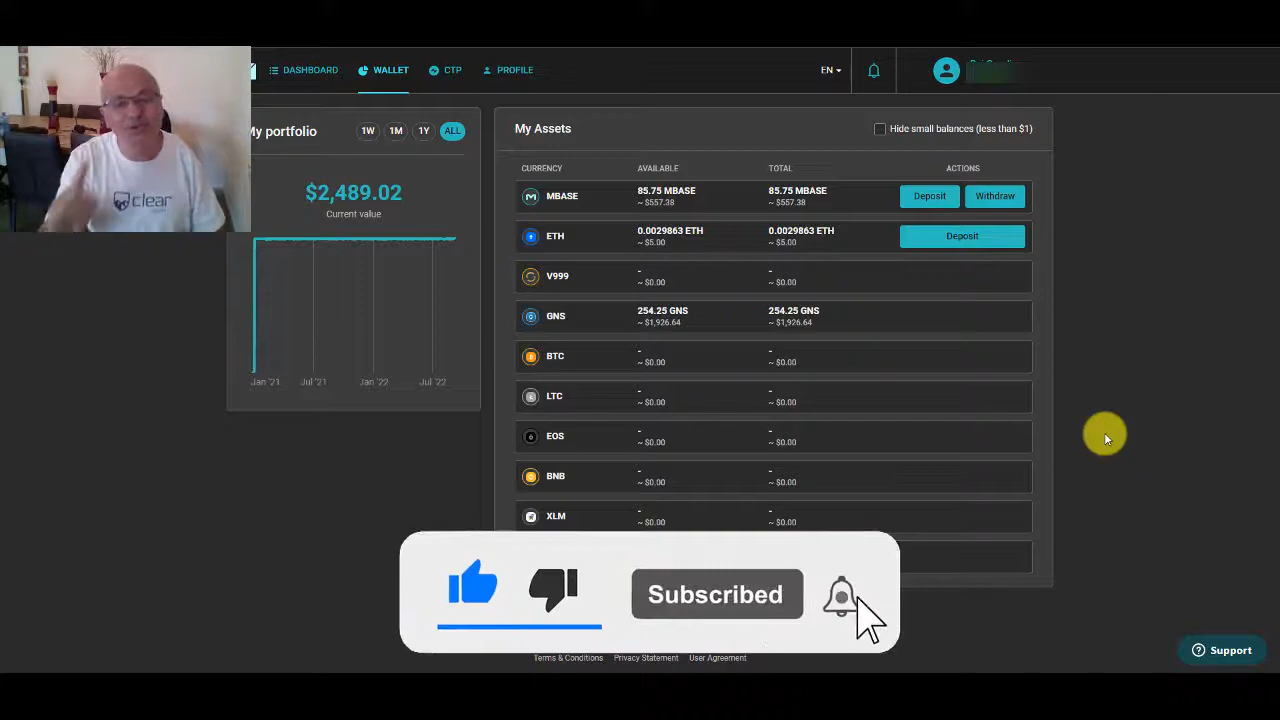 DASHBOARD WALLET CTP PROFILE EN
My portfolio 1W 1M 1Y ALL
$2,489.02
Current value
Jan '21 Jul '21 Jan '22 Jul '22
My Assets Hide small balances (less than $1)
CURRENCY AVAILABLE TOTAL ACTIONS
MBASE 85.75 MBASE 85.75 MBASE Deposit Withdraw
~ $557.38 ~ $557.38
ETH 0.0029863 ETH 0.0029863 ETH Deposit
~ $5.00 ~ $5.00
V999 - -
~ $0.00 ~ $0.00
GNS 254.25 GNS 254.25 GNS
~ $1,926.64 ~ $1,926.64
BTC - -
~ $0.00 ~ $0.00
LTC - -
~ $0.00 ~ $0.00
EOS - -
~ $0.00 ~ $0.00
BNB - -
~ $0.00 ~ $0.00
XLM - -
~ $0.00 ~ $0.00
Subscribed
Terms & Conditions Privacy Statement User Agreement
Support
clear